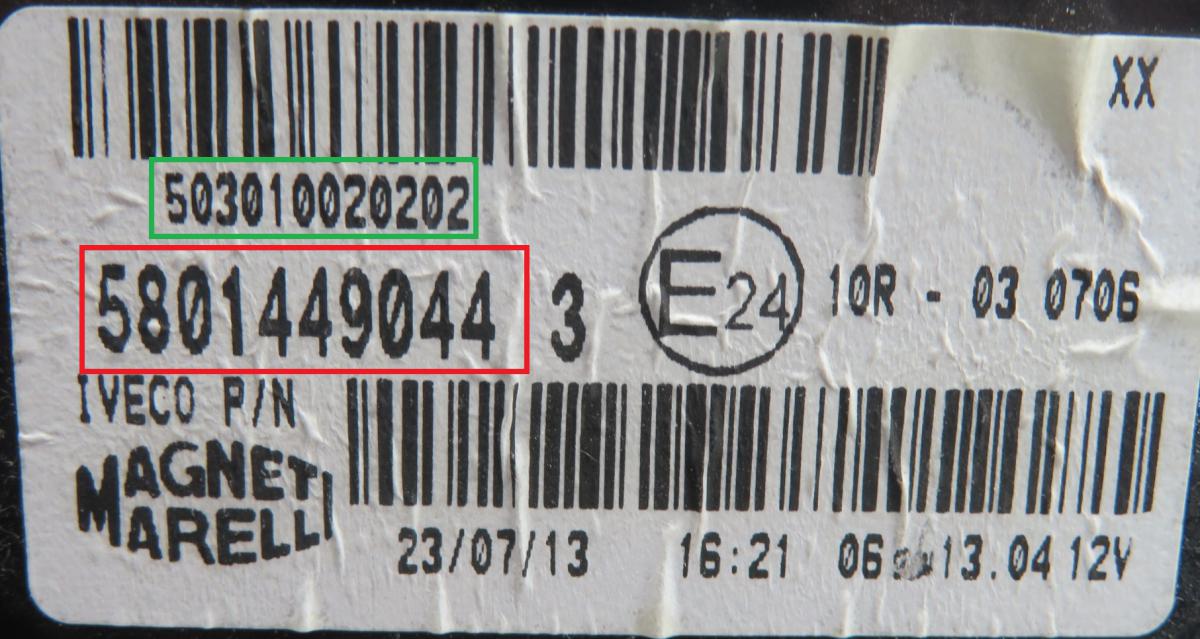 XX
503010020202
5801449044 3 E24 10R - 03 0706
IVECO P/N
MAGNETI
MARELLI
23/07/13 16:21 06 13.04 12V